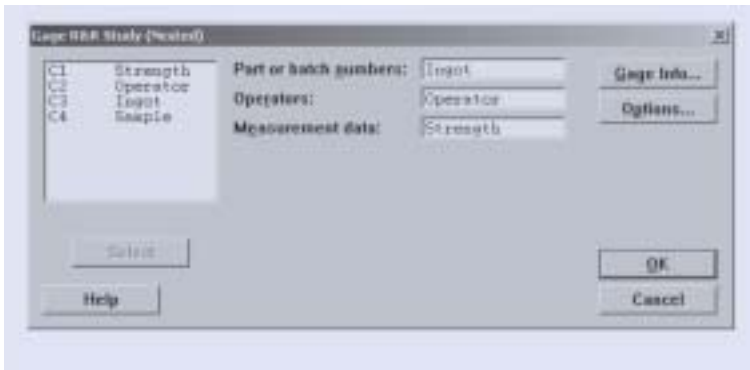 Gage R&R Study (Nested)
C1 Strength
C2 Operator
C3 Ingot
C4 Sample
Part or batch numbers: Ingot
Operators: Operator
Measurement data: Strength
Gage Info...
Options...
Select
Help
OK
Cancel